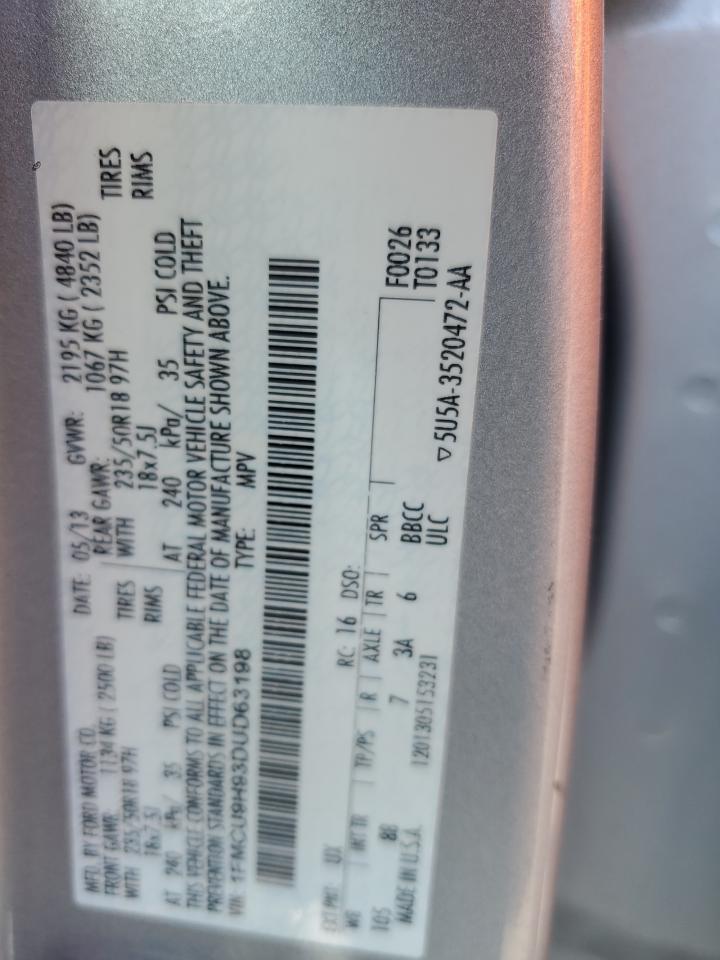 MFD. BY FORD MOTOR CO.
DATE: 05/13 GVWR: 2195 KG ( 4840 LB)
FRONT GAWR: 1134 KG ( 2500 LB) REAR GAWR: 1067 KG ( 2352 LB)
WITH 235/50R18 97H TIRES WITH 235/50R18 97H TIRES
18x7.5J RIMS 18x7.5J RIMS
AT 240 kPa/ 35 PSI COLD AT 240 kPa/ 35 PSI COLD
THIS VEHICLE CONFORMS TO ALL APPLICABLE FEDERAL MOTOR VEHICLE SAFETY AND THEFT
PREVENTION STANDARDS IN EFFECT ON THE DATE OF MANUFACTURE SHOWN ABOVE.
VIN: 1FMCU9H93DUD63198 TYPE: MPV
EXT PNT: UX RC: 16 DSO:
WB INT TR TP/PS R AXLE TR SPR F0026
105 8B 7 3A 6 BBCC T0133
MADE IN U.S.A. 1201305153231 ULC
▽5U5A-3520472-AA